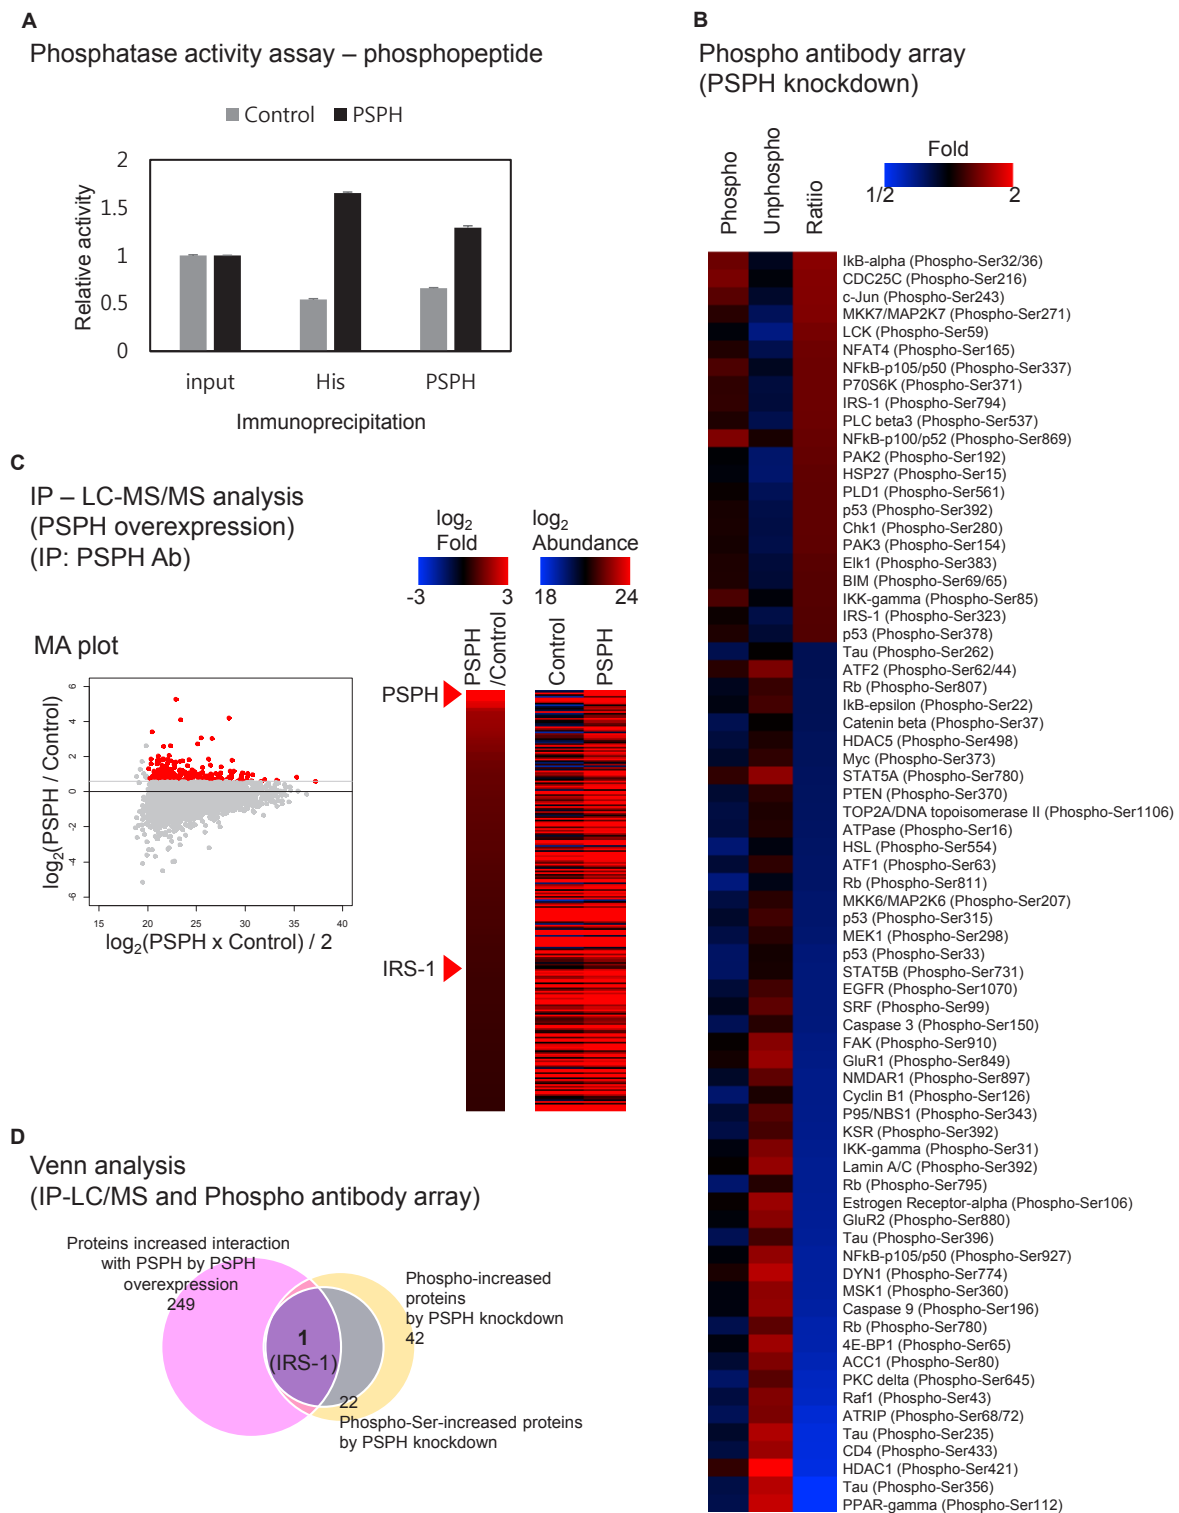 A
Phosphatase activity assay – phosphopeptide
Control
PSPH
Relative activity
2
1.5
1
0.5
0
input
His
PSPH
Immunoprecipitation
B
Phospho antibody array
(PSPH knockdown)
Phospho
Unphospho
Ratiio
Fold
1/2
2
IkB-alpha (Phospho-Ser32/36)
CDC25C (Phospho-Ser216)
c-Jun (Phospho-Ser243)
MKK7/MAP2K7 (Phospho-Ser271)
LCK (Phospho-Ser59)
NFAT4 (Phospho-Ser165)
NFkB-p105/p50 (Phospho-Ser337)
P70S6K (Phospho-Ser371)
IRS-1 (Phospho-Ser794)
PLC beta3 (Phospho-Ser537)
NFkB-p100/p52 (Phospho-Ser869)
PAK2 (Phospho-Ser192)
HSP27 (Phospho-Ser15)
PLD1 (Phospho-Ser561)
p53 (Phospho-Ser392)
Chk1 (Phospho-Ser280)
PAK3 (Phospho-Ser154)
Elk1 (Phospho-Ser383)
BIM (Phospho-Ser69/65)
IKK-gamma (Phospho-Ser85)
IRS-1 (Phospho-Ser323)
p53 (Phospho-Ser378)
Tau (Phospho-Ser262)
ATF2 (Phospho-Ser62/44)
Rb (Phospho-Ser807)
IkB-epsilon (Phospho-Ser22)
Catenin beta (Phospho-Ser37)
HDAC5 (Phospho-Ser498)
Myc (Phospho-Ser373)
STAT5A (Phospho-Ser780)
PTEN (Phospho-Ser370)
TOP2A/DNA topoisomerase II (Phospho-Ser1106)
ATPase (Phospho-Ser16)
HSL (Phospho-Ser554)
ATF1 (Phospho-Ser63)
Rb (Phospho-Ser811)
MKK6/MAP2K6 (Phospho-Ser207)
p53 (Phospho-Ser315)
MEK1 (Phospho-Ser298)
p53 (Phospho-Ser33)
STAT5B (Phospho-Ser731)
EGFR (Phospho-Ser1070)
SRF (Phospho-Ser99)
Caspase 3 (Phospho-Ser150)
FAK (Phospho-Ser910)
GluR1 (Phospho-Ser849)
NMDAR1 (Phospho-Ser897)
Cyclin B1 (Phospho-Ser126)
P95/NBS1 (Phospho-Ser343)
KSR (Phospho-Ser392)
IKK-gamma (Phospho-Ser31)
Lamin A/C (Phospho-Ser392)
Rb (Phospho-Ser795)
Estrogen Receptor-alpha (Phospho-Ser106)
GluR2 (Phospho-Ser880)
Tau (Phospho-Ser396)
NFkB-p105/p50 (Phospho-Ser927)
DYN1 (Phospho-Ser774)
MSK1 (Phospho-Ser360)
Caspase 9 (Phospho-Ser196)
Rb (Phospho-Ser780)
4E-BP1 (Phospho-Ser65)
ACC1 (Phospho-Ser80)
PKC delta (Phospho-Ser645)
Raf1 (Phospho-Ser43)
ATRIP (Phospho-Ser68/72)
Tau (Phospho-Ser235)
CD4 (Phospho-Ser433)
HDAC1 (Phospho-Ser421)
Tau (Phospho-Ser356)
PPAR-gamma (Phospho-Ser112)
C
IP – LC-MS/MS analysis
(PSPH overexpression)
(IP: PSPH Ab)
log2
Fold
-3
3
log2
Abundance
18
24
PSPH
/Control
Control
PSPH
MA plot
log2(PSPH / Control)
6
4
2
0
-2
-4
-6
15
20
25
30
35
40
log2(PSPH x Control) / 2
PSPH
IRS-1
D
Venn analysis
(IP-LC/MS and Phospho antibody array)
Proteins increased interaction
with PSPH by PSPH
overexpression
249
Phospho-increased
proteins
by PSPH knockdown
42
1
(IRS-1)
22
Phospho-Ser-increased proteins
by PSPH knockdown